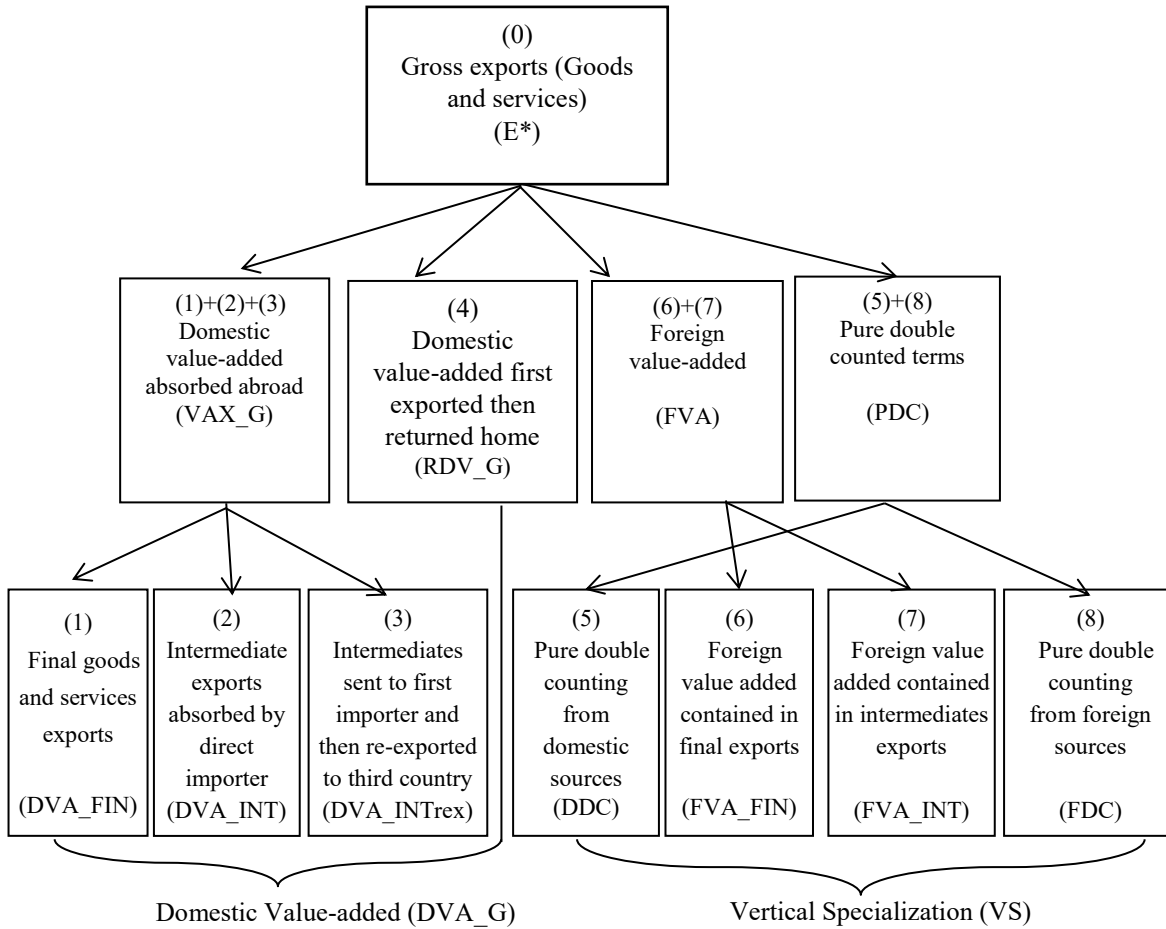 (0)
Gross exports (Goods
and services)
(E*)
(1)+(2)+(3)
Domestic
value-added
absorbed abroad
(VAX_G)
(4)
Domestic
value-added first
exported then
returned home
(RDV_G)
(6)+(7)
Foreign
value-added
(FVA)
(5)+(8)
Pure double
counted terms
(PDC)
(1)
Final goods
and services
exports
(DVA_FIN)
(2)
Intermediate
exports
absorbed by
direct
importer
(DVA_INT)
(3)
Intermediates
sent to first
importer and
then re-exported
to third country
(DVA_INTrex)
(5)
Pure double
counting
from
domestic
sources
(DDC)
(6)
Foreign
value added
contained in
final exports
(FVA_FIN)
(7)
Foreign value
added contained
in intermediates
exports
(FVA_INT)
(8)
Pure double
counting
from foreign
sources
(FDC)
Domestic Value-added (DVA_G)
Vertical Specialization (VS)